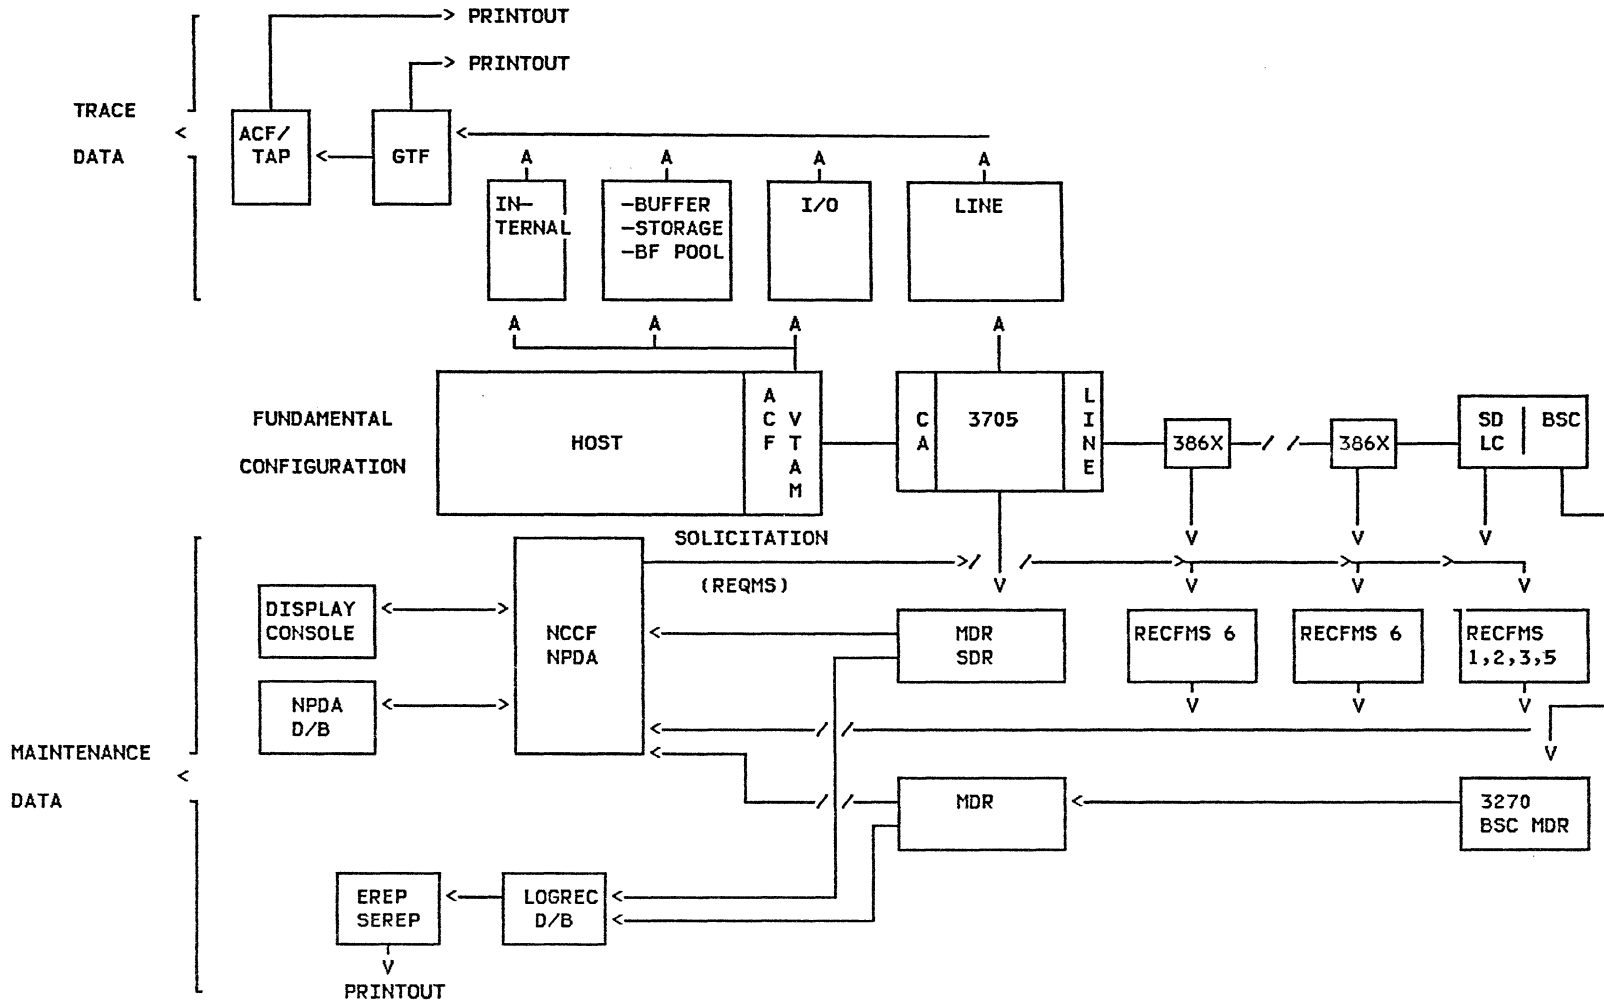 PRINTOUT
PRINTOUT
TRACE
DATA
ACF/
TAP
GTF
IN-
TERNAL
-BUFFER
-STORAGE
-BF POOL
I/O
LINE
FUNDAMENTAL
CONFIGURATION
HOST
ACF
VTAM
CA
3705
LINE
386X
386X
SD
LC
BSC
SOLICITATION
(REQMS)
MAINTENANCE
DATA
DISPLAY
CONSOLE
NPDA
D/B
NCCF
NPDA
MDR
SDR
RECFMS 6
RECFMS 6
RECFMS
1,2,3,5
MDR
3270
BSC MDR
EREP
SEREP
LOGREC
D/B
PRINTOUT